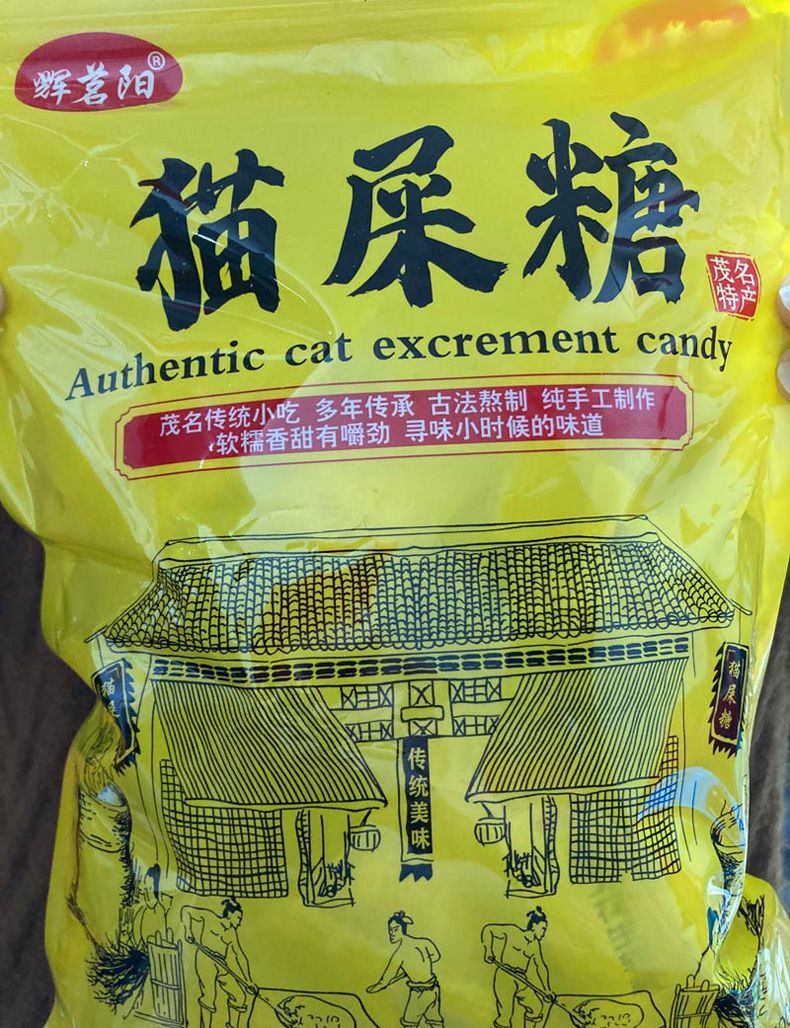 辉茗阳®
猫屎糖
茂名
特产
Authentic cat excrement candy
茂名传统小吃 多年传承 古法熬制 纯手工制作
软糯香甜有嚼劲 寻味小时候的味道
猫屎糖
传统美味